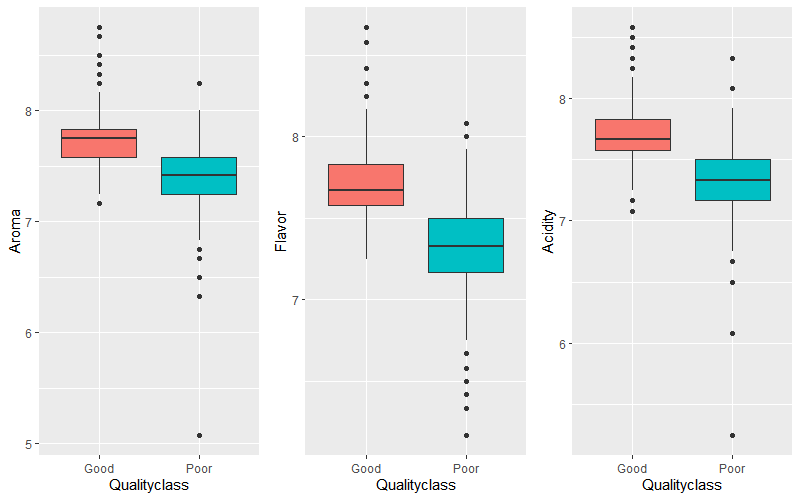 Aroma
8
7
6
5
Good Poor
Qualityclass
Flavor
8
7
Good Poor
Qualityclass
Acidity
8
7
6
Good Poor
Qualityclass